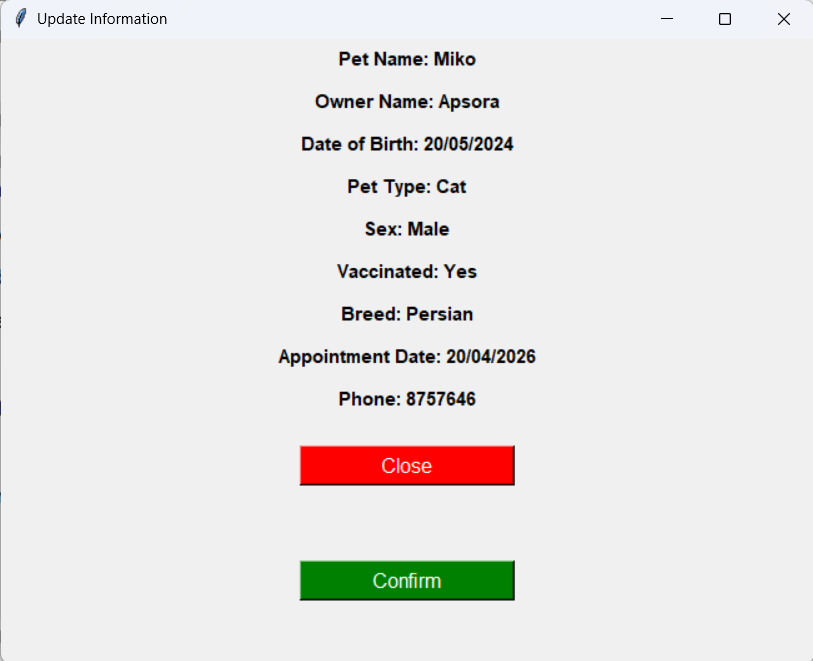 Update Information
Pet Name: Miko
Owner Name: Apsora
Date of Birth: 20/05/2024
Pet Type: Cat
Sex: Male
Vaccinated: Yes
Breed: Persian
Appointment Date: 20/04/2026
Phone: 8757646
Close
Confirm